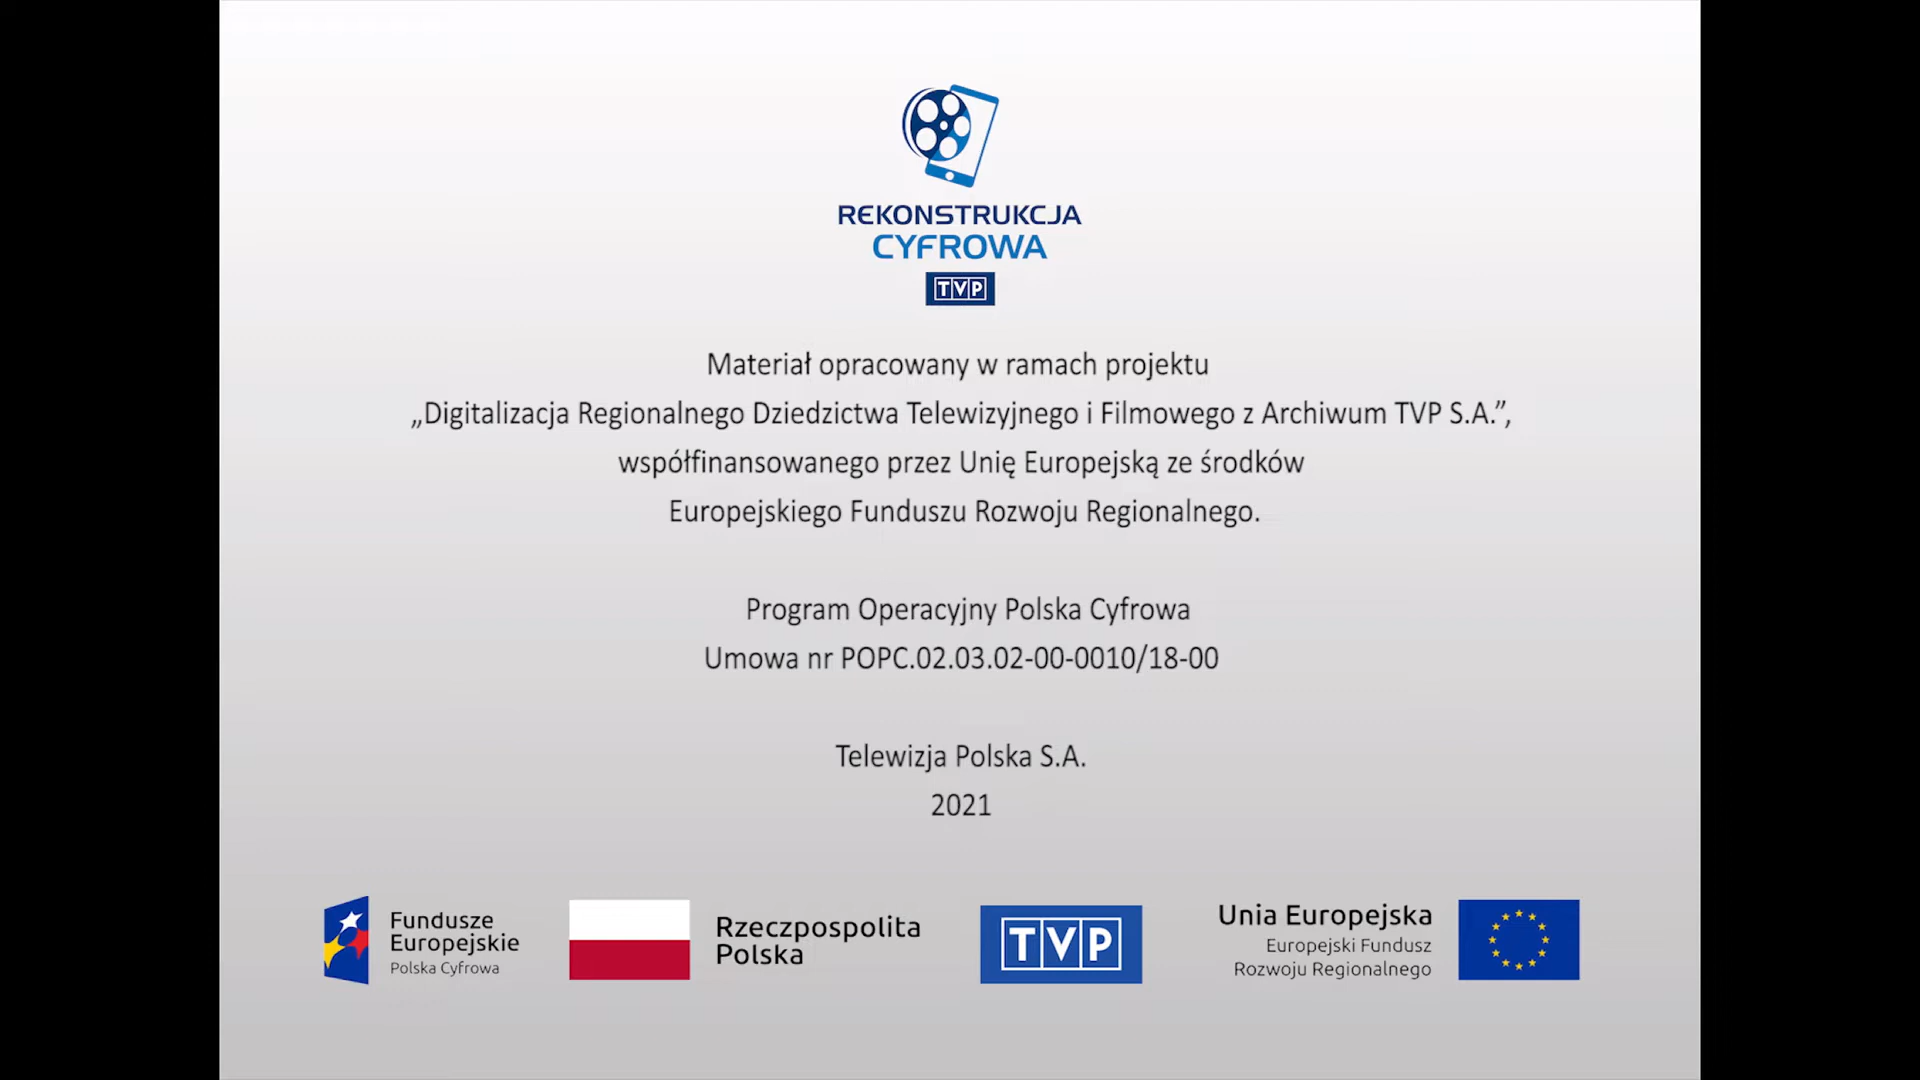 REKONSTRUKCJA
CYFROWA
TVP
Materiał opracowany w ramach projektu
„Digitalizacja Regionalnego Dziedzictwa Telewizyjnego i Filmowego z Archiwum TVP S.A.”,
współfinansowanego przez Unię Europejską ze środków
Europejskiego Funduszu Rozwoju Regionalnego.
Program Operacyjny Polska Cyfrowa
Umowa nr POPC.02.03.02-00-0010/18-00
Telewizja Polska S.A.
2021
Fundusze
Europejskie
Polska Cyfrowa
Rzeczpospolita
Polska
TVP
Unia Europejska
Europejski Fundusz
Rozwoju Regionalnego